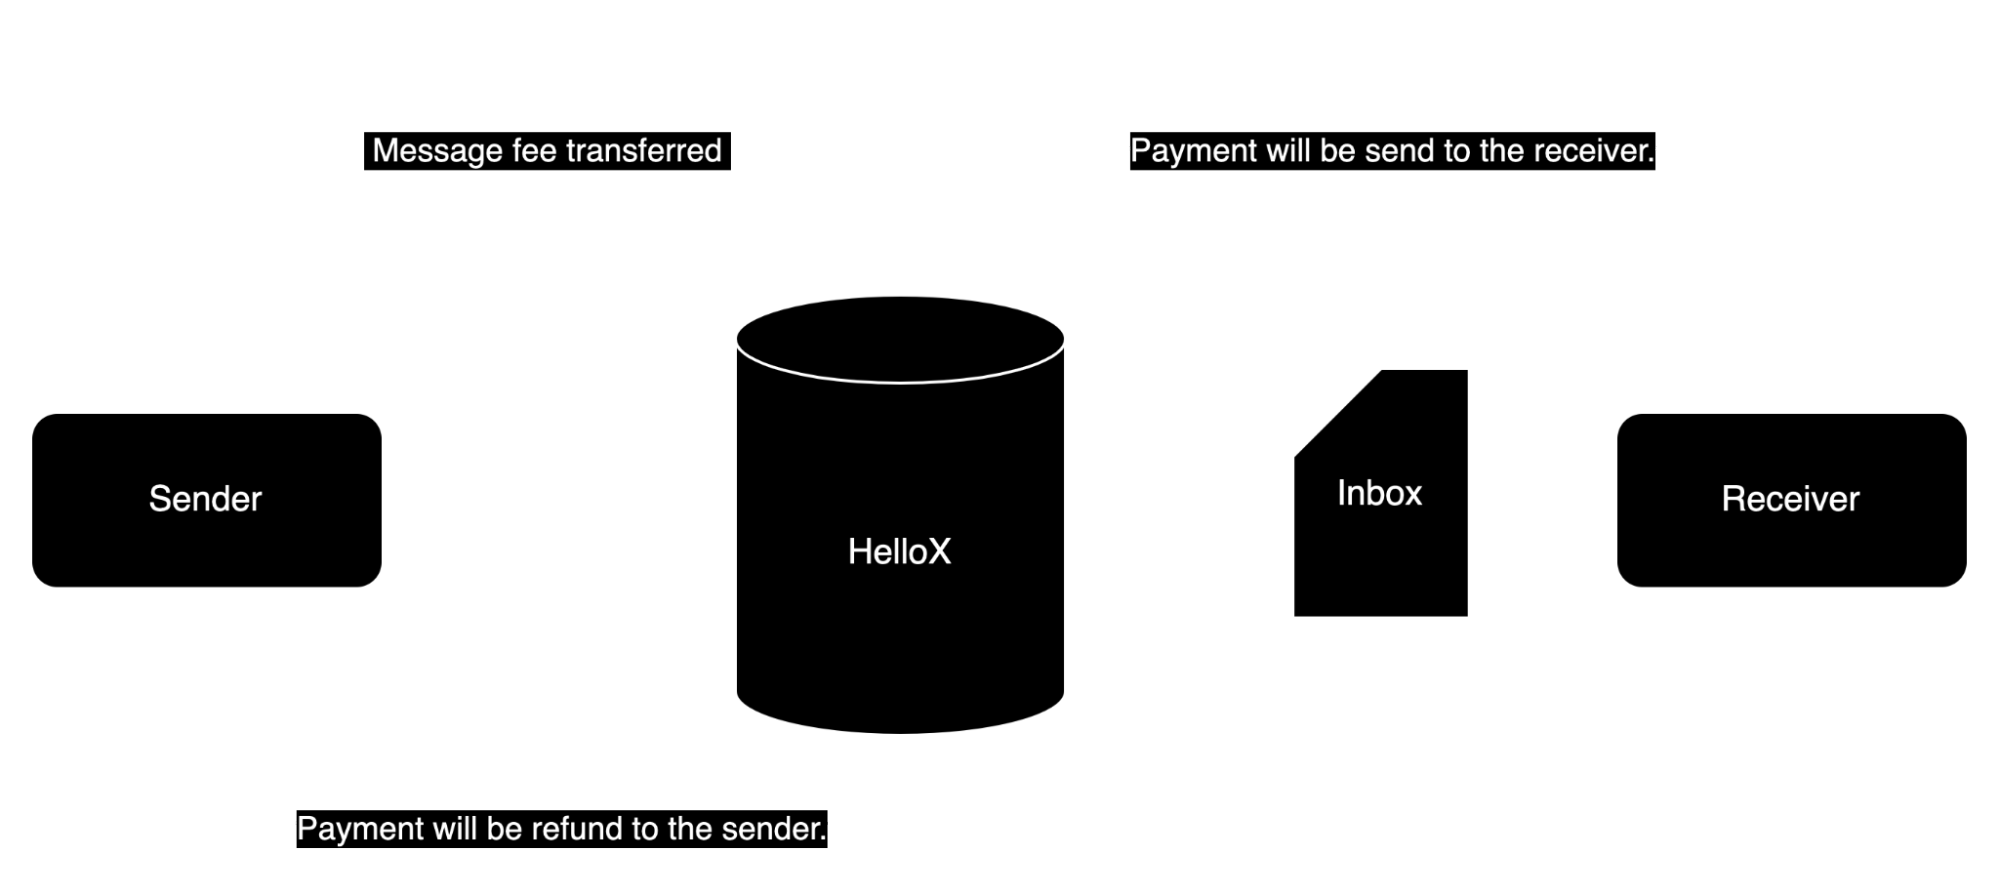 Message fee transferred
Payment will be send to the receiver.
Sender
HelloX
Inbox
Receiver
Payment will be refund to the sender.